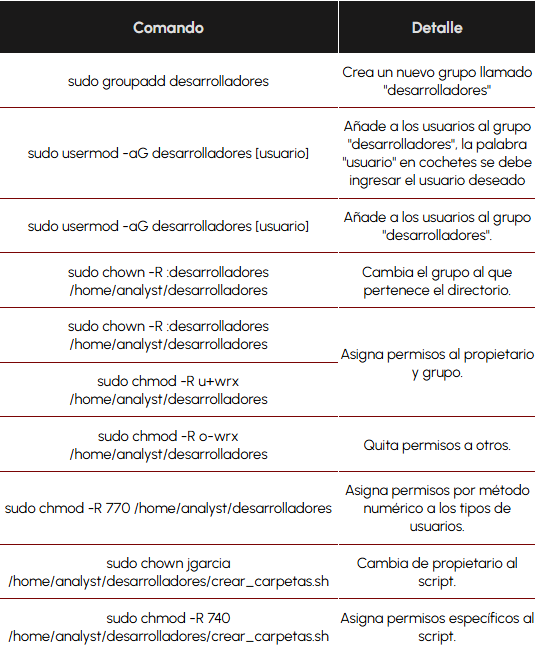 Comando Detalle
sudo groupadd desarrolladores
Crea un nuevo grupo llamado
"desarrolladores"
sudo usermod -aG desarrolladores [usuario]
Añade a los usuarios al grupo
"desarrolladores", la palabra
"usuario" en cochetes se debe
ingresar el usuario deseado
sudo usermod -aG desarrolladores [usuario]
Añade a los usuarios al grupo
"desarrolladores".
sudo chown -R :desarrolladores
/home/analyst/desarrolladores
Cambia el grupo al que
pertenece el directorio.
sudo chown -R :desarrolladores
/home/analyst/desarrolladores
sudo chmod -R u+wrx
/home/analyst/desarrolladores
Asigna permisos al propietario
y grupo.
sudo chmod -R o-wrx
/home/analyst/desarrolladores
Quita permisos a otros.
sudo chmod -R 770 /home/analyst/desarrolladores
Asigna permisos por método
numérico a los tipos de
usuarios.
sudo chown jgarcia
/home/analyst/desarrolladores/crear_carpetas.sh
Cambia de propietario al
script.
sudo chmod -R 740
/home/analyst/desarrolladores/crear_carpetas.sh
Asigna permisos específicos al
script.